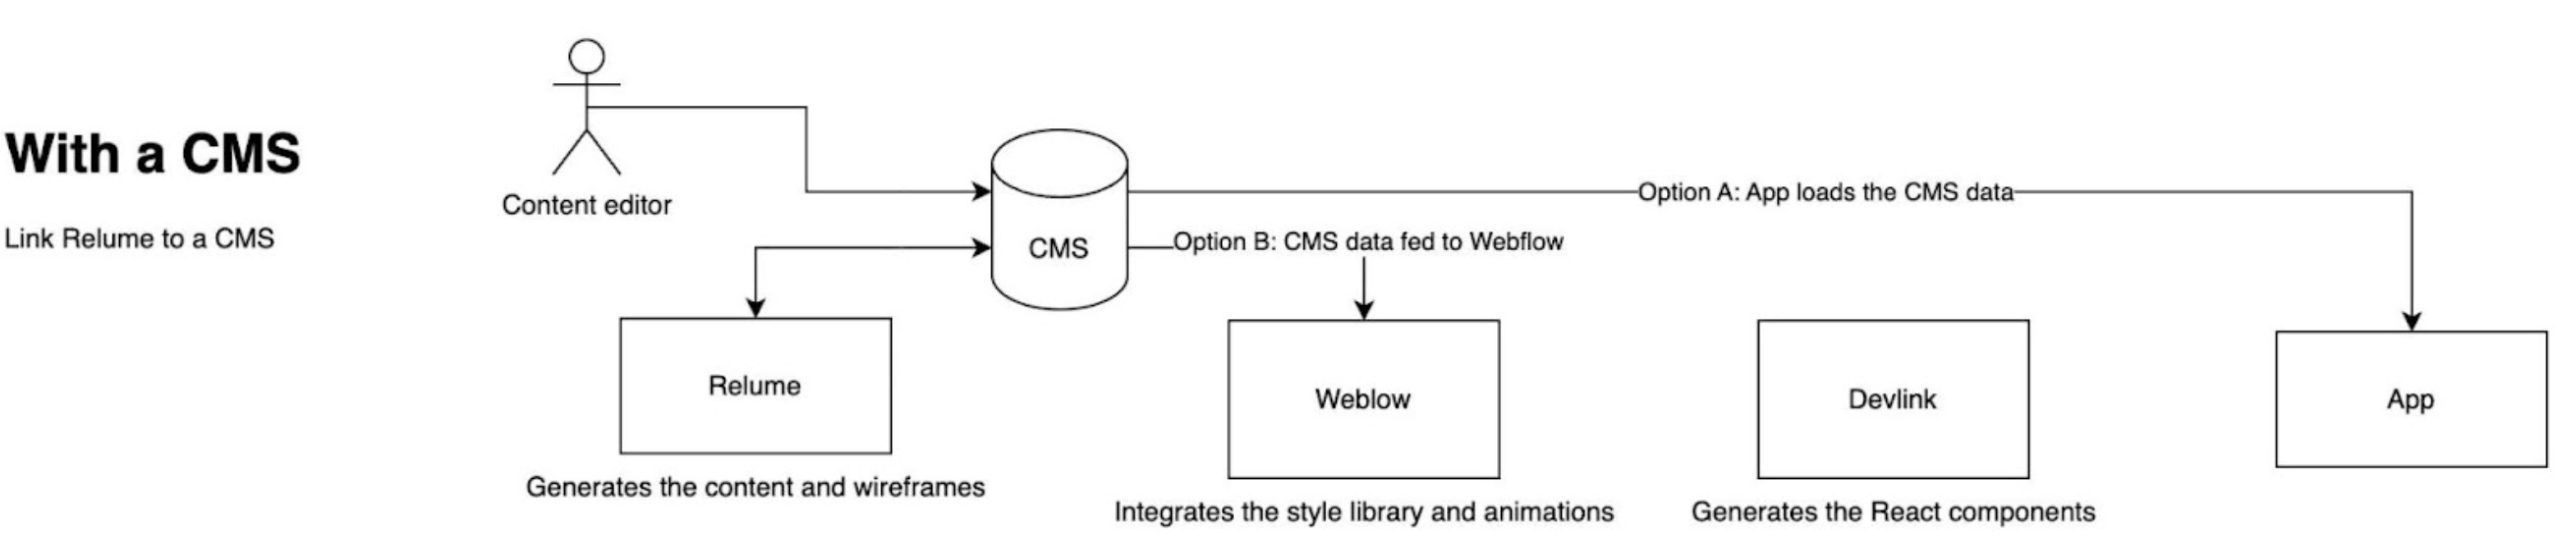 With a CMS
Link Relume to a CMS
Content editor
CMS
Option A: App loads the CMS data
Option B: CMS data fed to Webflow
Relume
Generates the content and wireframes
Weblow
Integrates the style library and animations
Devlink
Generates the React components
App